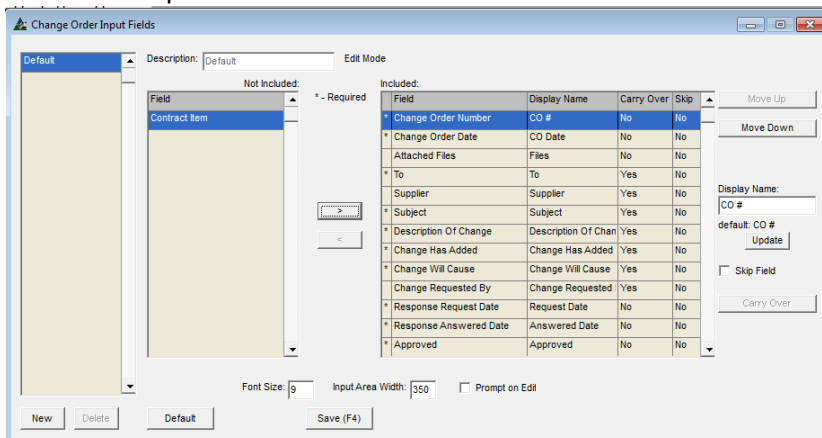 Change Order Input Fields
Default
Description: Default Edit Mode
Not Included: * - Required Included:
Field
Contract Item
Field Display Name Carry Over Skip
* Change Order Number CO # No No
* Change Order Date CO Date No No
Attached Files Files No No
* To To Yes No
Supplier Supplier Yes No
* Subject Subject Yes No
* Description Of Change Description Of Chan Yes No
* Change Has Added Change Has Added Yes No
* Change Will Cause Change Will Cause Yes No
Change Requested By Change Requested Yes No
* Response Request Date Request Date No No
* Response Answered Date Answered Date No No
* Approved Approved No No
>
<
Move Up
Move Down
Display Name:
CO #
default: CO #
Update
Skip Field
Carry Over
Font Size: 9 Input Area Width: 350 Prompt on Edit
New Delete Default Save (F4)